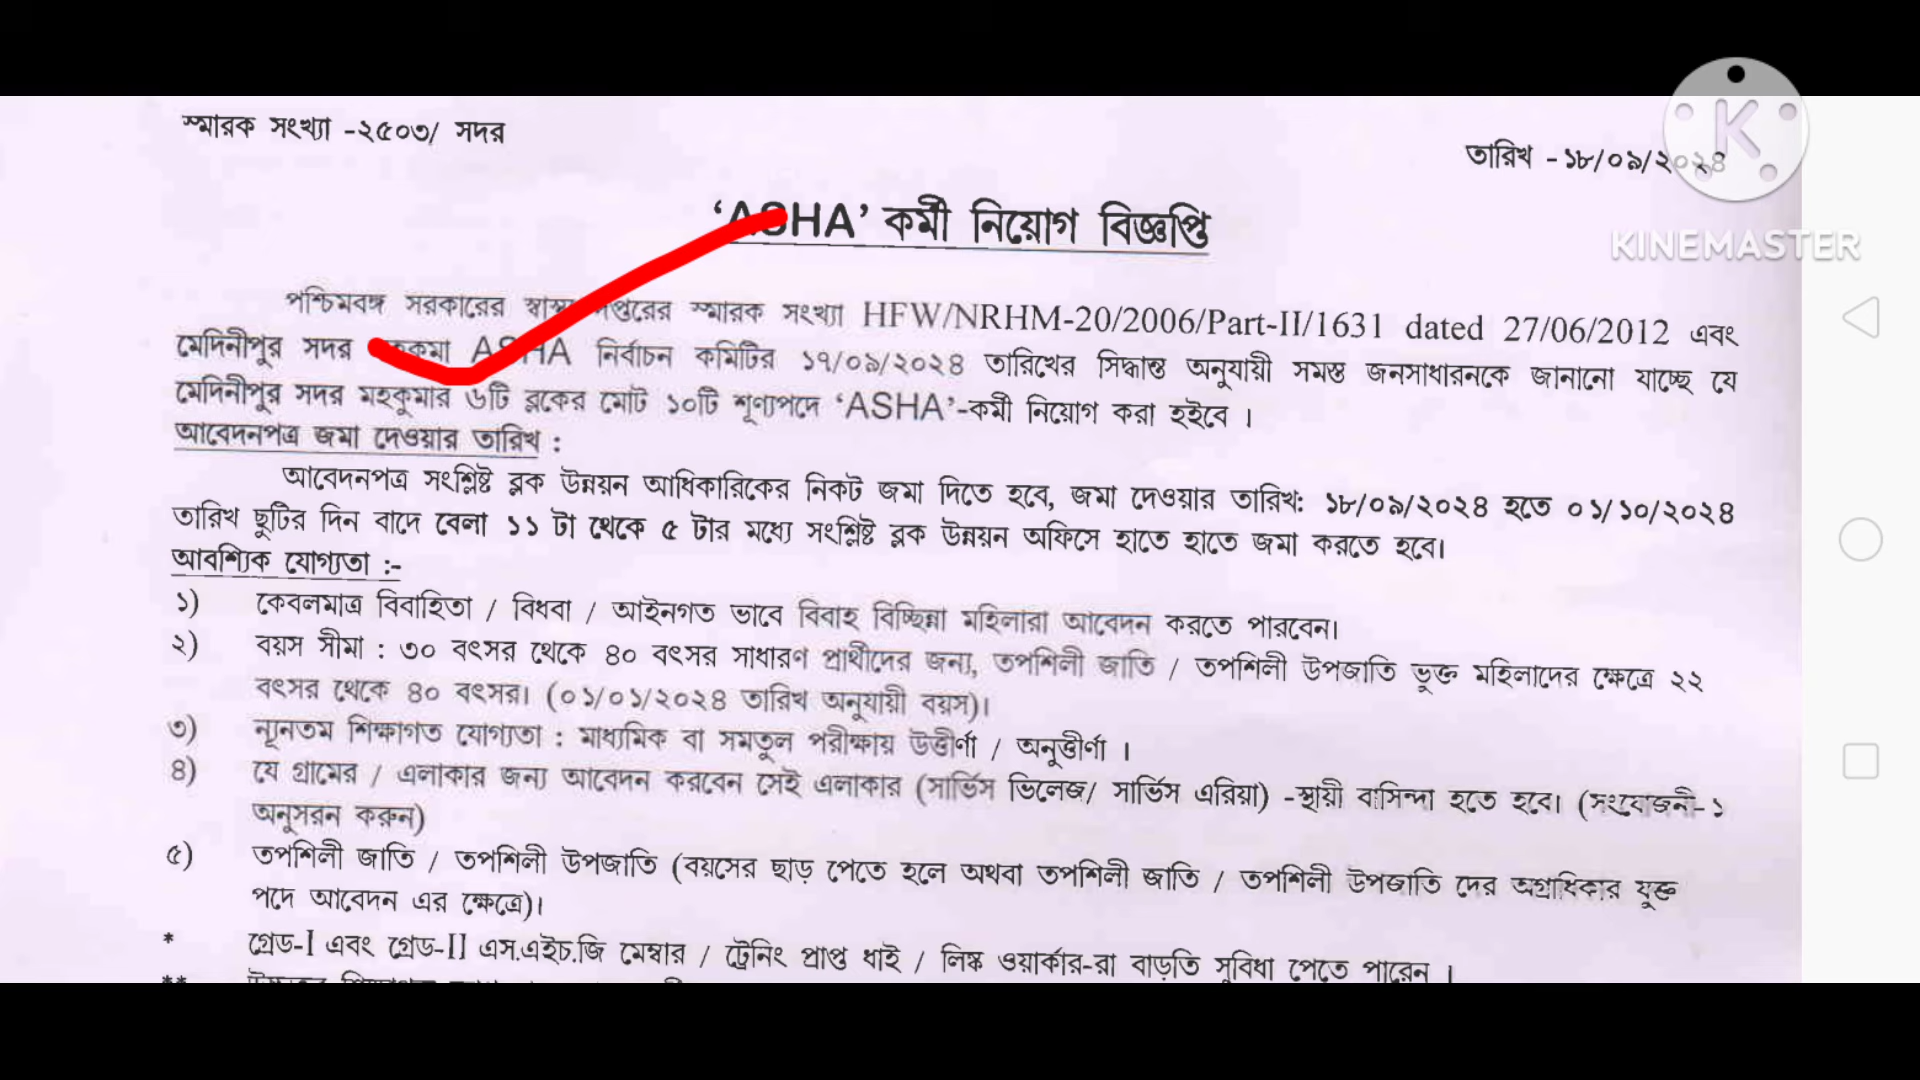 স্মারক সংখ্যা -২৫০৩/ সদর
তারিখ - ১৮/০৯/২০২৪
KINEMASTER
‘ASHA’ কর্মী নিয়োগ বিজ্ঞপ্তি
পশ্চিমবঙ্গ সরকারের স্মারক সংখ্যা HFW/NRHM-20/2006/Part-II/1631 dated 27/06/2012 এবং
মেদিনীপুর সদর ASHA নির্বাচন কমিটির ১৭/০৯/২০২৪ তারিখের সিদ্ধান্ত অনুযায়ী সমস্ত জনসাধারনকে জানানো যাচ্ছে যে
মেদিনীপুর সদর মহকুমার ৬টি ব্লকের মোট ১০টি শূণ্যপদে ‘ASHA’-কর্মী নিয়োগ করা হইবে ।
আবেদনপত্র জমা দেওয়ার তারিখ :
আবেদনপত্র সংশ্লিষ্ট ব্লক উন্নয়ন আধিকারিকের নিকট জমা দিতে হবে, জমা দেওয়ার তারিখ: ১৮/০৯/২০২৪ হতে ০১/১০/২০২৪
তারিখ ছুটির দিন বাদে বেলা ১১ টা থেকে ৫ টার মধ্যে সংশ্লিষ্ট ব্লক উন্নয়ন অফিসে হাতে হাতে জমা করতে হবে।
আবশ্যিক যোগ্যতা :-
১) কেবলমাত্র বিবাহিতা / বিধবা / আইনগত ভাবে বিবাহ বিচ্ছিন্না মহিলারা আবেদন করতে পারবেন।
২) বয়স সীমা : ৩০ বৎসর থেকে ৪০ বৎসর সাধারণ প্রার্থীদের জন্য, তপশিলী জাতি / তপশিলী উপজাতি ভুক্ত মহিলাদের ক্ষেত্রে ২২
বৎসর থেকে ৪০ বৎসর। (০১/০১/২০২৪ তারিখ অনুযায়ী বয়স)।
৩) ন্যূনতম শিক্ষাগত যোগ্যতা : মাধ্যমিক বা সমতুল পরীক্ষায় উত্তীর্ণা / অনুত্তীর্ণা ।
৪) যে গ্রামের / এলাকার জন্য আবেদন করবেন সেই এলাকার (সার্ভিস ভিলেজ/ সার্ভিস এরিয়া) -স্থায়ী বাসিন্দা হতে হবে। (সংযোজনী-১
অনুসরন করুন)
৫) তপশিলী জাতি / তপশিলী উপজাতি (বয়সের ছাড় পেতে হলে অথবা তপশিলী জাতি / তপশিলী উপজাতি দের অগ্রাধিকার যুক্ত
পদে আবেদন এর ক্ষেত্রে)।
* গ্রেড-I এবং গ্রেড-II এস.এইচ.জি মেম্বার / ট্রেনিং প্রাপ্ত ধাই / লিঙ্ক ওয়ার্কার-রা বাড়তি সুবিধা পেতে পারেন ।